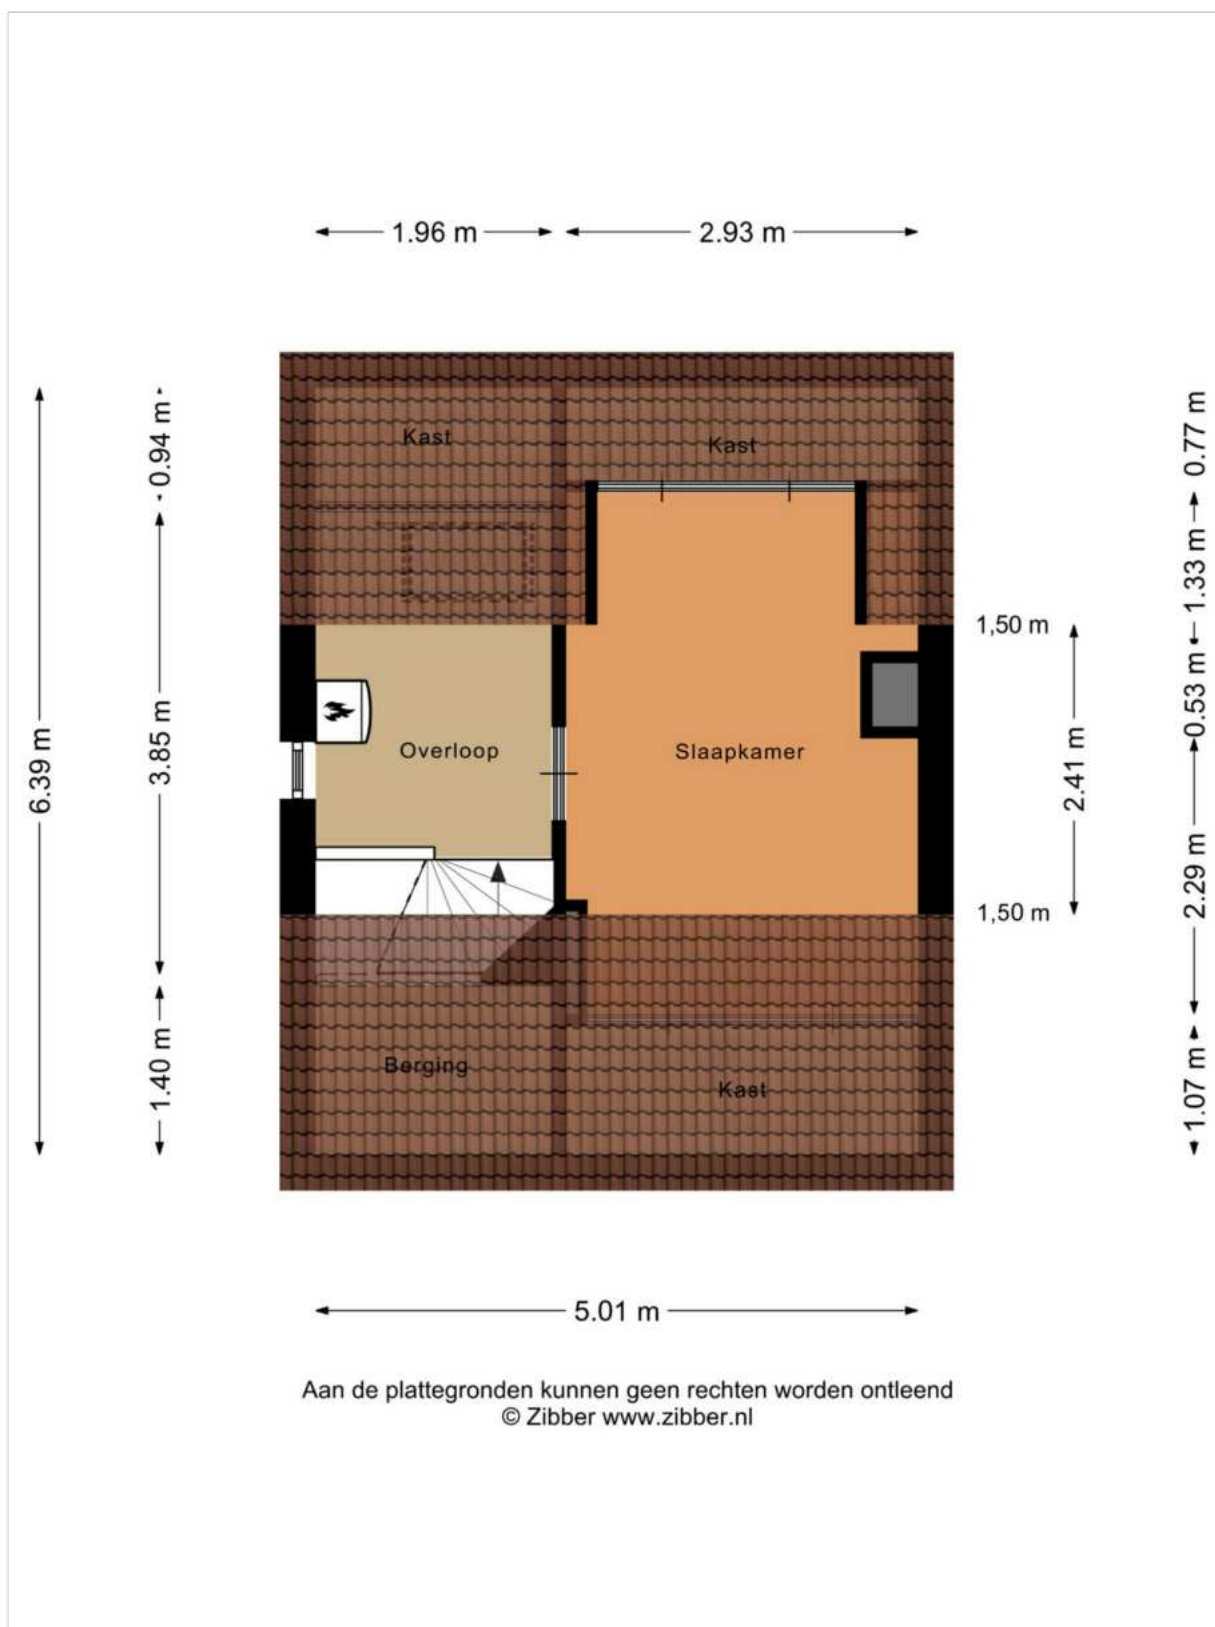 1.96 m
2.93 m
0.94 m
0.77 m
Kast
Kast
1.33 m
1,50 m
0.53 m
6.39 m
3.85 m
Overloop
Slaapkamer
2.41 m
2.29 m
1,50 m
1.40 m
Berging
Kast
1.07 m
5.01 m
Aan de plattegronden kunnen geen rechten worden ontleend
© Zibber www.zibber.nl